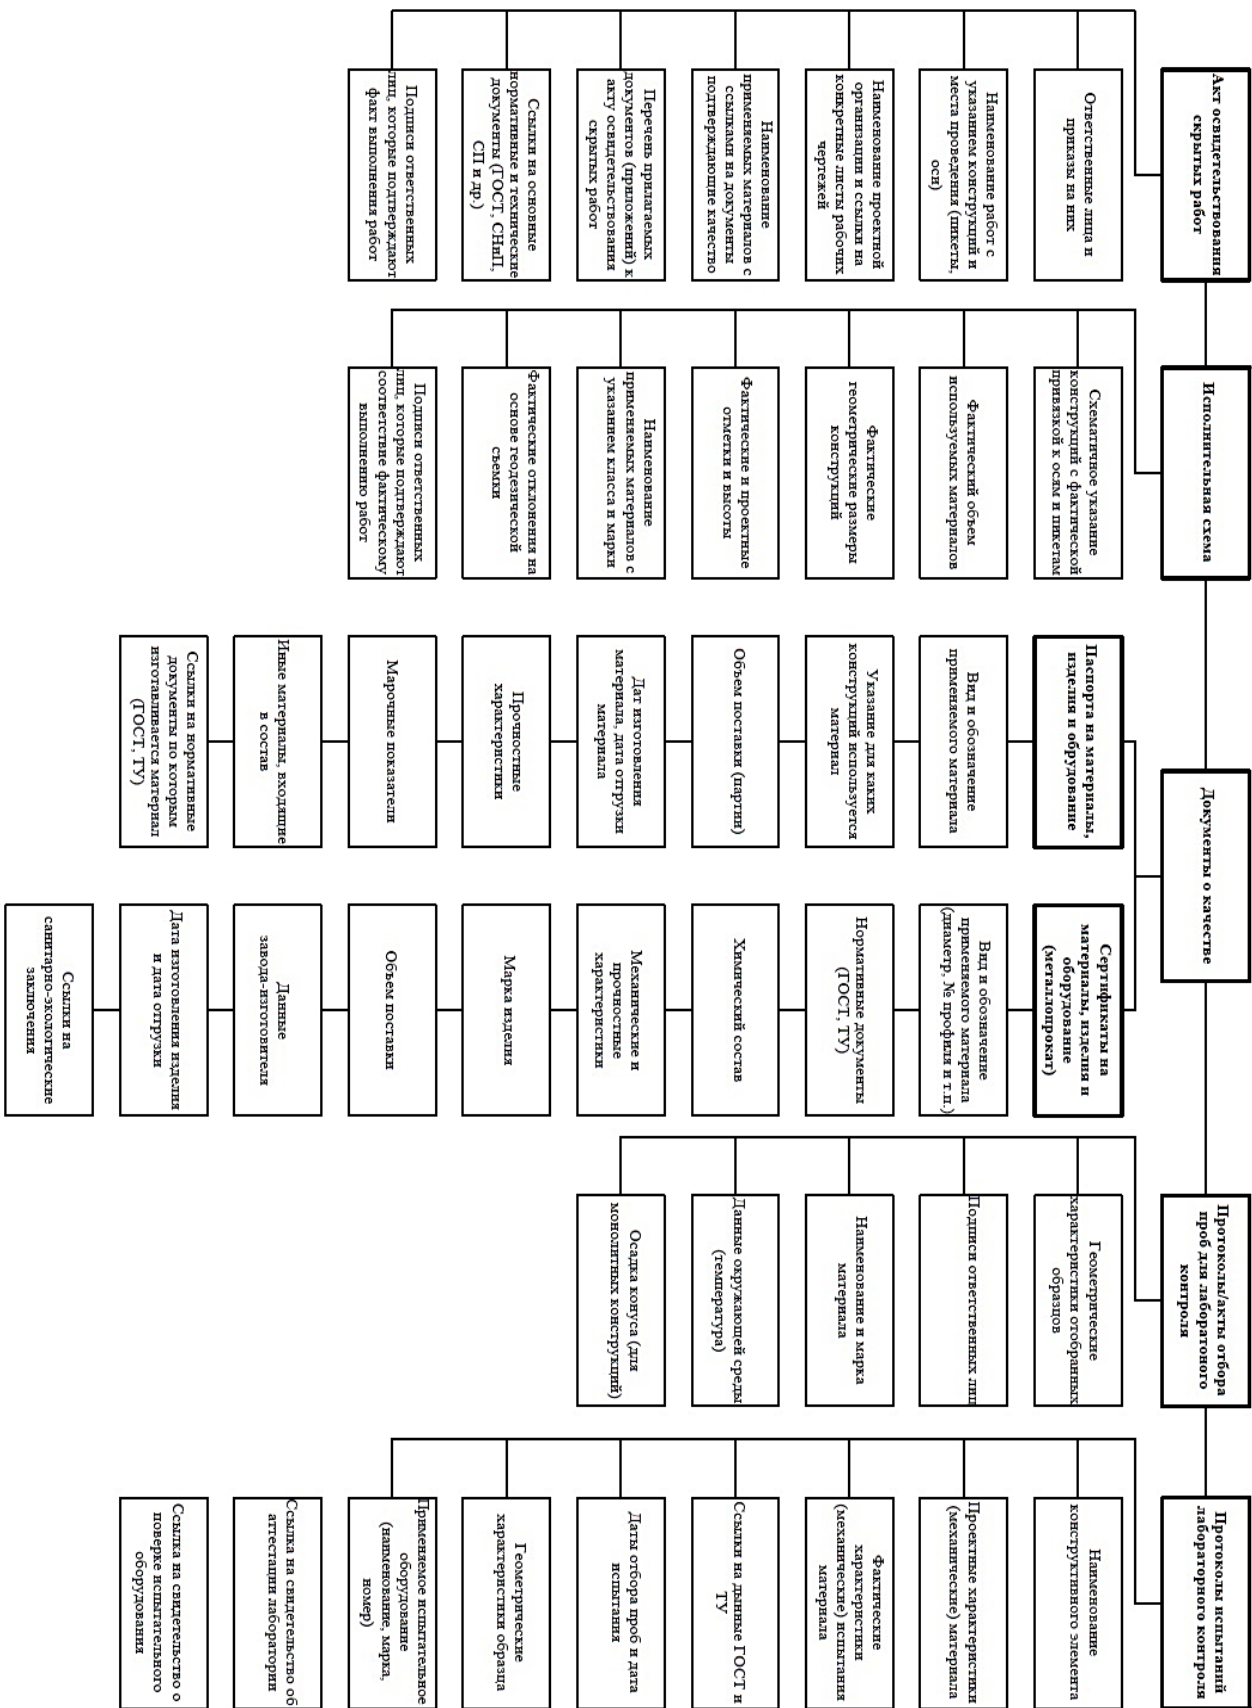 Акт освидетельствования
скрытых работ
Ответственные лица и
приказы на них
Наименование работ с
указанием конструкций и
места проведения (пикеты,
оси)
Наименование проектной
организации и ссылки на
конкретные листы рабочих
чертежей
Наименование
применяемых материалов с
ссылками на документы
подтверждающие качество
Перечень прилагаемых
документов (приложений) к
акту освидетельствования
скрытых работ
Ссылки на основные
нормативные и технические
документы (ГОСТ, СНиП,
СП и др.)
Подписи ответственных
лиц, которые подтверждают
факт выполнения работ
Исполнительная схема
Схематичное указание
конструкций с фактической
привязкой к осям и пикетам
Фактический объем
используемых материалов
Фактические
геометрические размеры
конструкций
Фактические и проектные
отметки и высоты
Наименование
применяемых материалов с
указанием класса и марки
Фактические отклонения на
основе геодезической
съемки
Подписи ответственных
лиц, которые подтверждают
соответствие фактическому
выполнению работ
Документы о качестве
Паспорта на материалы,
изделия и обрудование
Вид и обозначение
применяемого материала
Указание для каких
конструкций используется
материал
Объем поставки (партии)
Дат изготовления
материала, дата отгрузки
материала
Прочностные
характеристики
Марочные показатели
Иные материалы, входящие
в состав
Ссылки на нормативные
документы по которым
изготавливается материал
(ГОСТ, ТУ)
Сертификаты на
материалы, изделия и
оборудование
(металлопрокат)
Вид и обозначение
применяемого материала
(диаметр, № профиля и т.п.)
Нормативные документы
(ГОСТ, ТУ)
Химический состав
Механические и
прочностные
характеристики
Марка изделия
Объем поставки
Данные
завода-изготовителя
Дата изготовления изделия
и дата отгрузки
Ссылки на
санитарно-экологические
заключения
Протоколы/акты отбора
проб для лаборатоного
контроля
Геометрические
характеристики отобранных
образцов
Подписи ответственных лиц
Наименование и марка
материала
Данные окружающей среды
(температура)
Осадка конуса (для
монолитных конструкций)
Протоколы испытаний
лабораторного контроля
Наименование
конструктивного элемента
Проектные характеристики
(механические) материала
Фактические
характеристики
(механические) испытания
материала
Ссылки на дынные ГОСТ и
ТУ
Даты отбора проб и дата
испытания
Геометрические
характеристики образца
Применяемое испытательное
оборудование
(наименование, марка,
номер)
Ссылка на свидетельство об
аттестации лаборатории
Ссылка на свидетельство о
поверке испытательного
оборудования